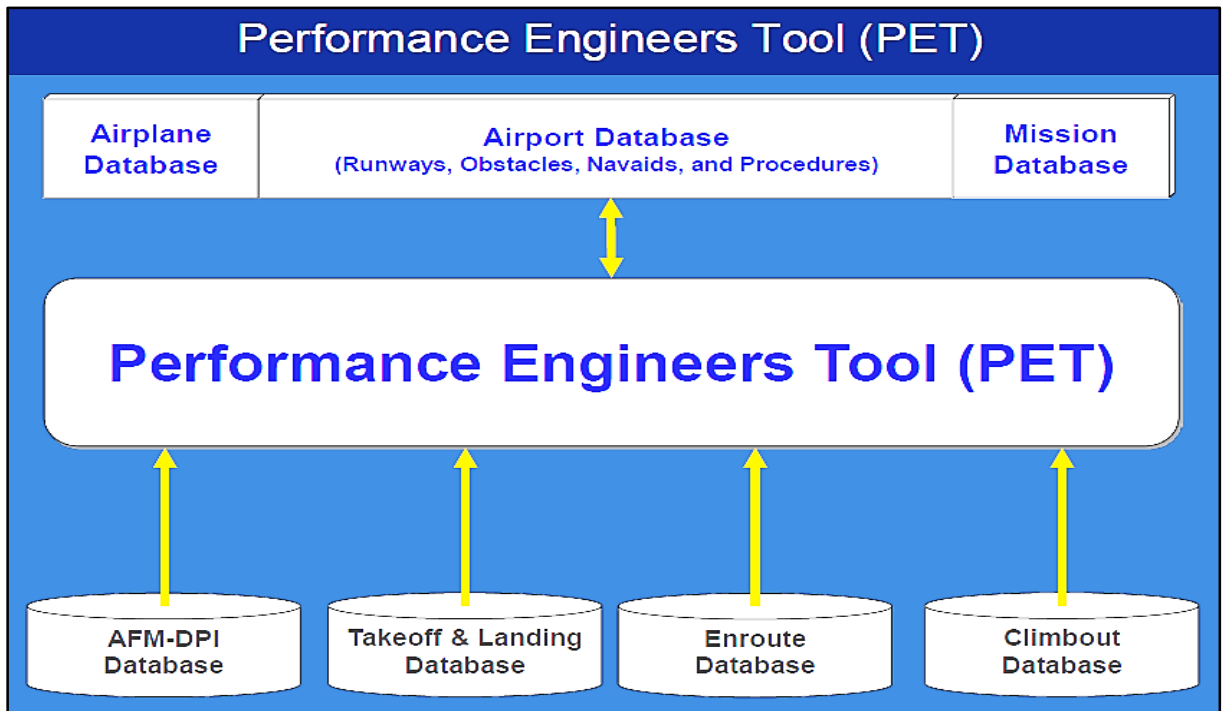 Performance Engineers Tool (PET)
Airplane
Database
Airport Database
(Runways, Obstacles, Navaids, and Procedures)
Mission
Database
Performance Engineers Tool (PET)
AFM-DPI
Database
Takeoff & Landing
Database
Enroute
Database
Climbout
Database